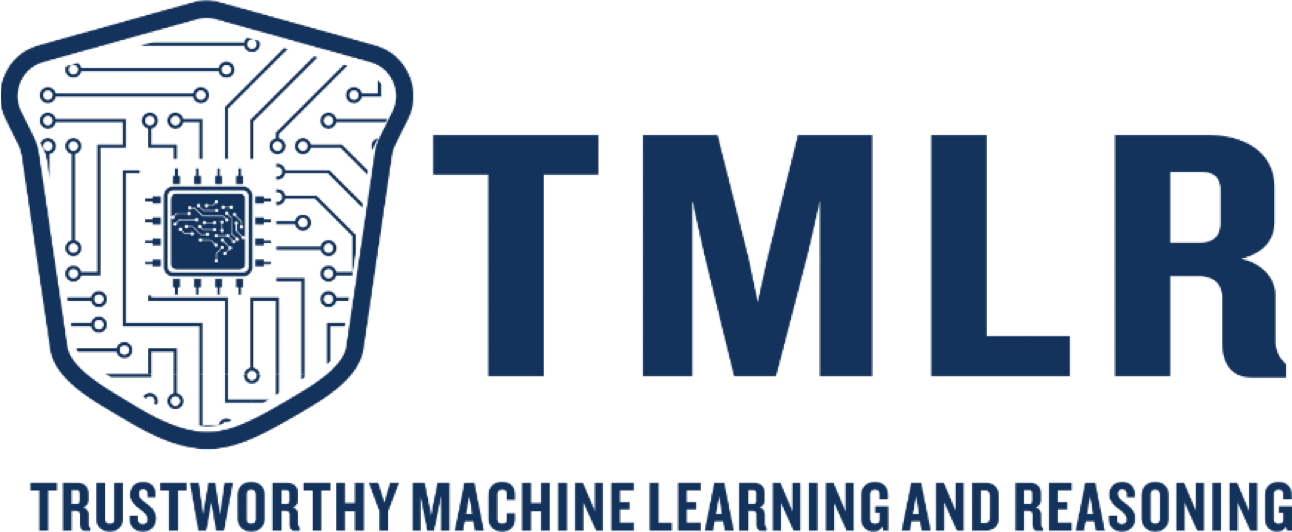 TMLR
TRUSTWORTHY MACHINE LEARNING AND REASONING